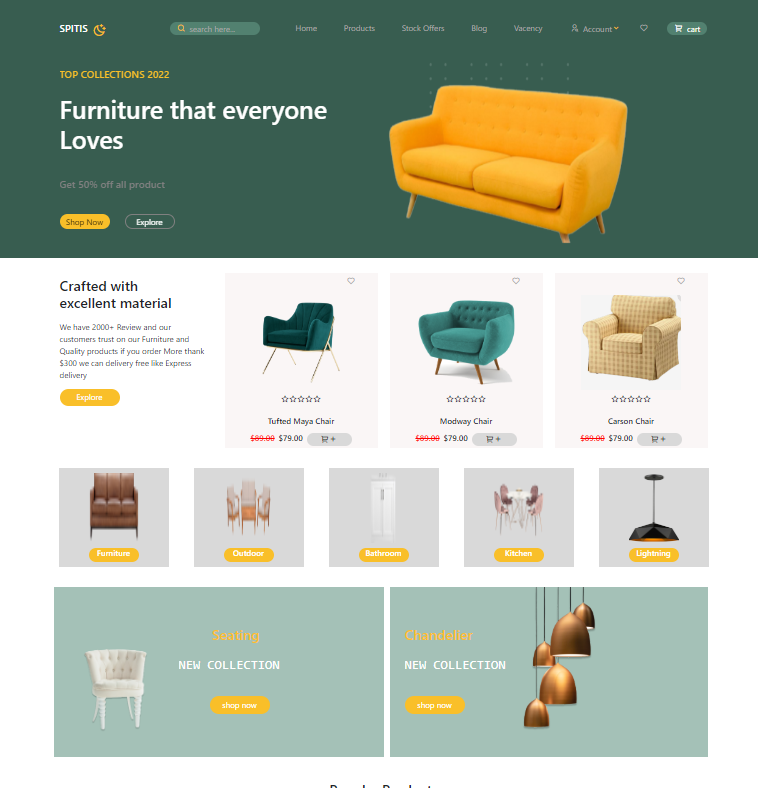 SPITIS
search here...
Home
Products
Stock Offers
Blog
Vacency
Account
cart
TOP COLLECTIONS 2022
Furniture that everyone
Loves
Get 50% off all product
Shop Now
Explore
Crafted with
excellent material
We have 2000+ Review and our
customers trust on our Furniture and
Quality products if you order More thank
$300 we can delivery free like Express
delivery
Explore
Tufted Maya Chair
$89.00 $79.00
Modway Chair
$89.00 $79.00
Carson Chair
$89.00 $79.00
Furniture
Outdoor
Bathroom
Kitchen
Lightning
Seating
NEW COLLECTION
shop now
Chandelier
NEW COLLECTION
shop now